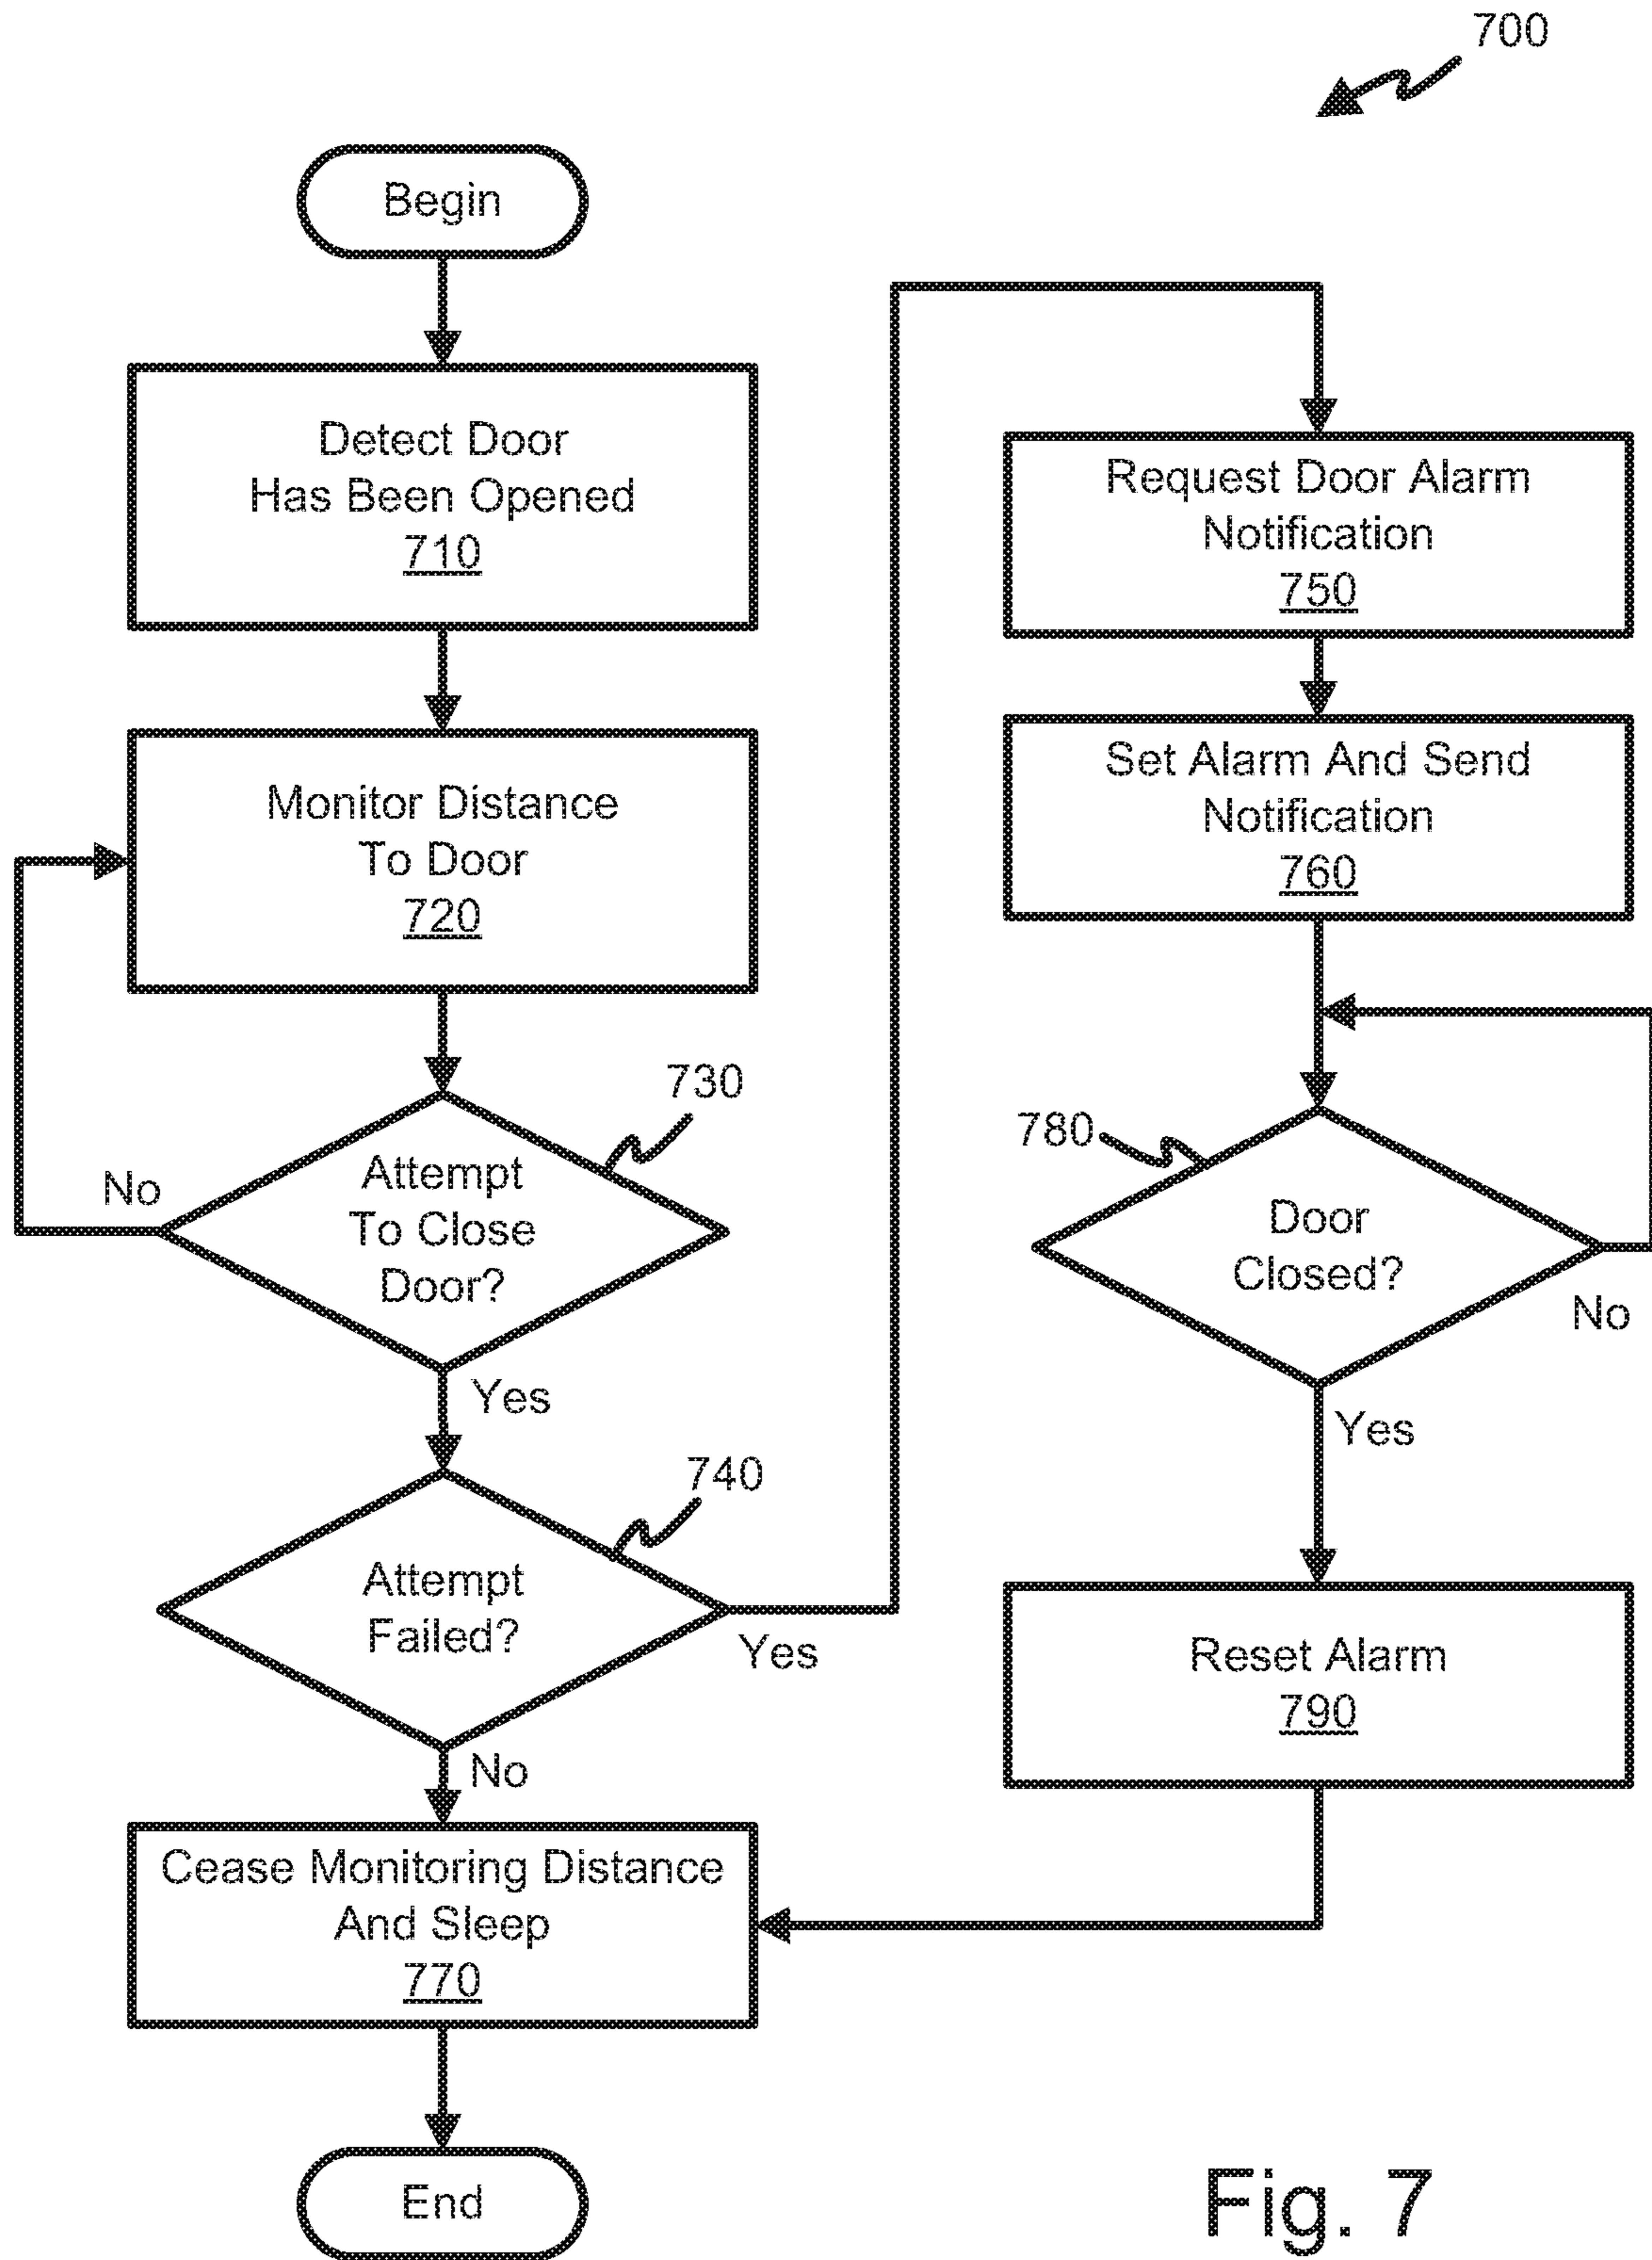 700
Begin
Detect Door
Has Been Opened
710
Monitor Distance
To Door
720
730
Attempt
To Close
Door?
No
Yes
740
Attempt
Failed?
Yes
No
Cease Monitoring Distance
And Sleep
770
End
Request Door Alarm
Notification
750
Set Alarm And Send
Notification
760
780
Door
Closed?
No
Yes
Reset Alarm
790
Fig. 7